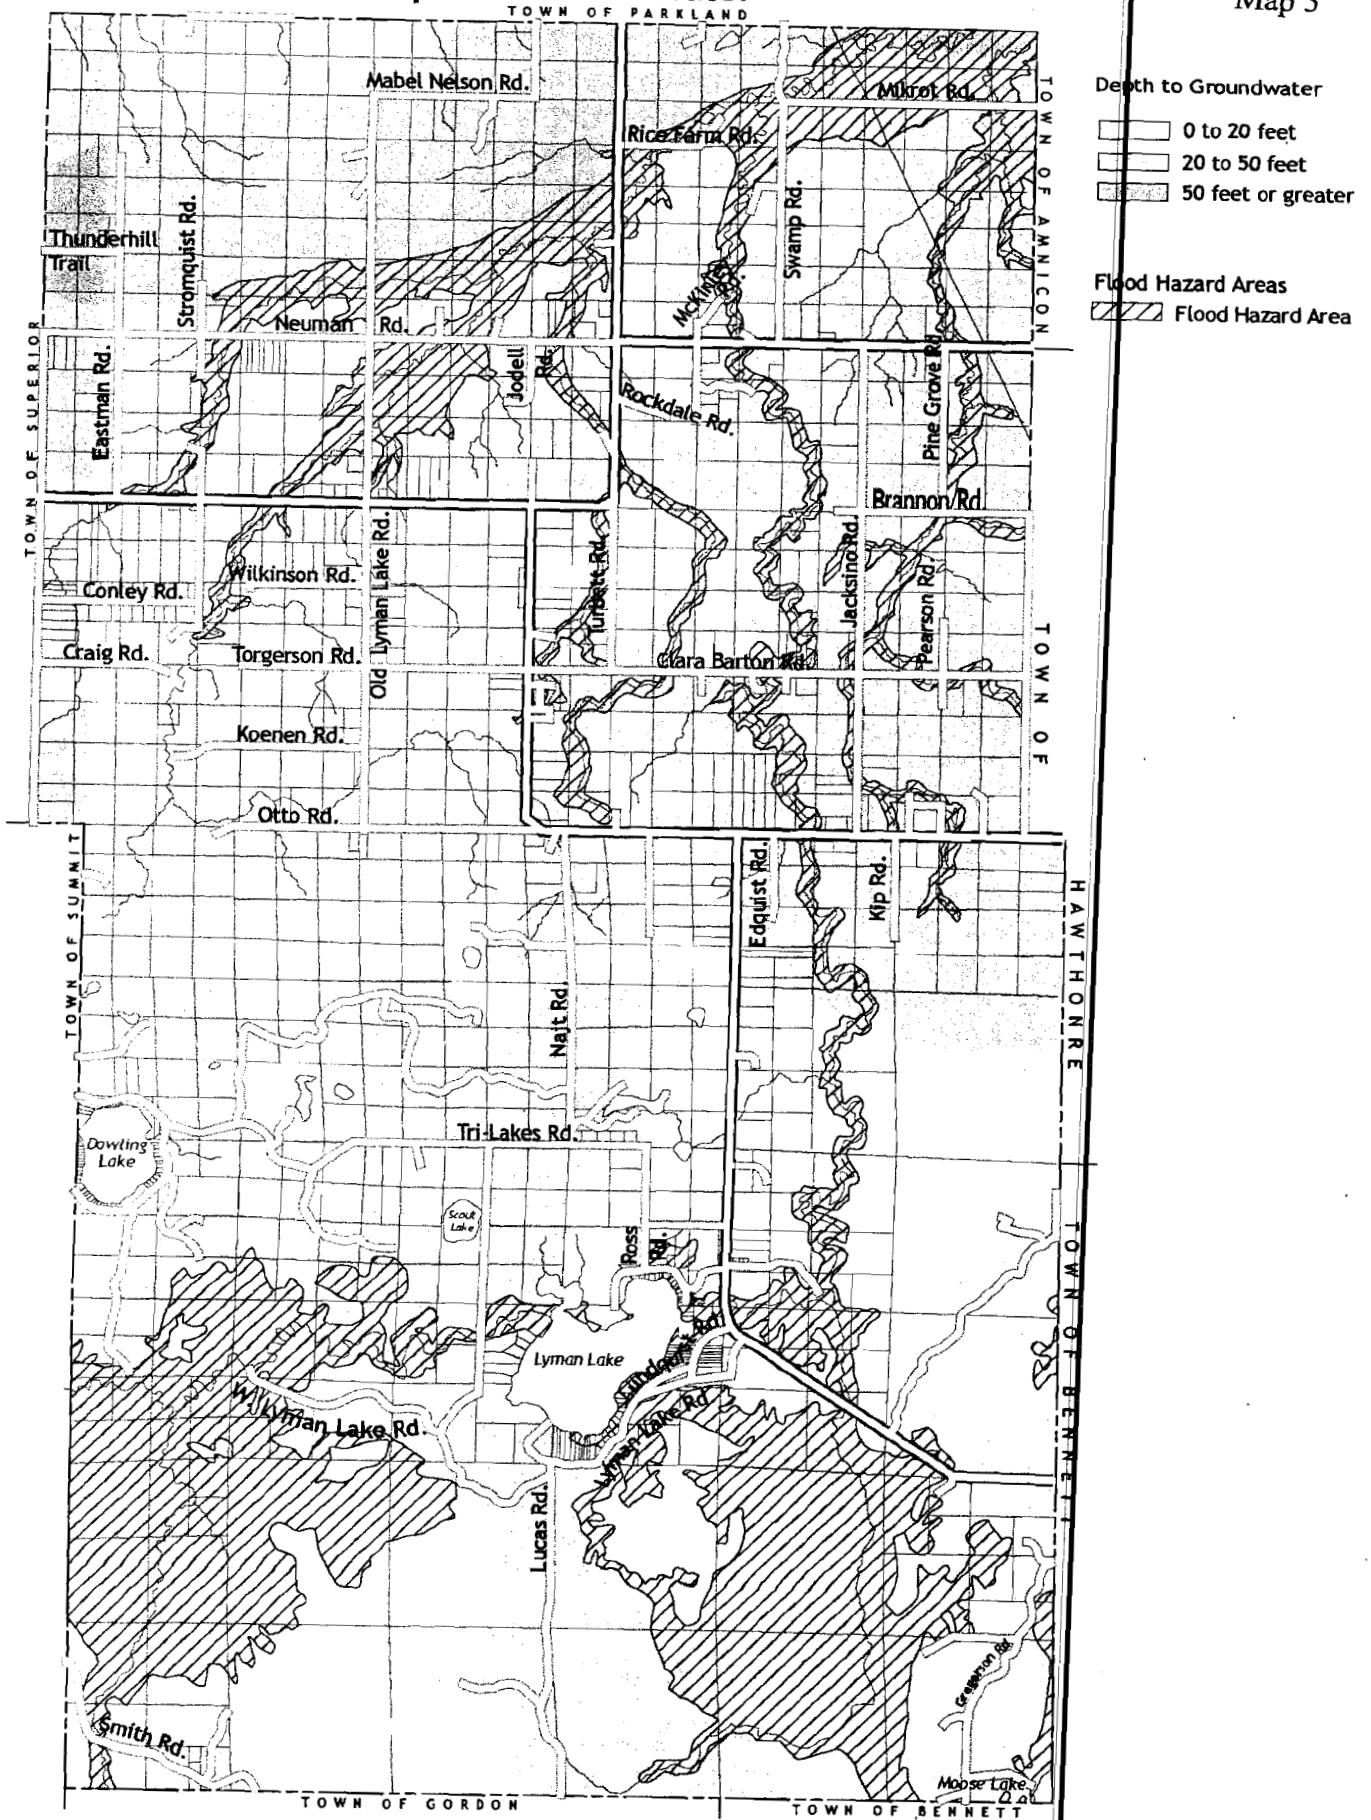 TOWN OF PARKLAND
Map 5
Depth to Groundwater
0 to 20 feet
20 to 50 feet
50 feet or greater
Flood Hazard Areas
Flood Hazard Area
Mabel Nelson Rd.
Mikrot Rd.
Rice Farm Rd.
TOWN OF AMNICON
Swamp Rd.
Stromquist Rd.
Thunderhill
Trail
McKinley
Neuman Rd.
TOWN OF SUPERIOR
Eastman Rd.
Jodell
Rd.
Rockdale Rd.
Pine Grove Rd.
Brannon Rd.
Old Lyman Lake Rd.
Turbett Rd.
Jacksino Rd.
Pearson Rd.
Wilkinson Rd.
Conley Rd.
Craig Rd.
Torgerson Rd.
Clara Barton Rd.
TOWN OF
Koenen Rd.
Otto Rd.
TOWN OF SUMMIT
Edquist Rd.
Kip Rd.
HAWTHONRE
Nait Rd.
Tri-Lakes Rd.
Dowling
Lake
Scout
Lake
Ross
Rd.
TOWN OF BENNETT
Lyman Lake
Lundquist Rd.
W. Lyman Lake Rd.
Lyman Lake Rd
Lucas Rd.
Gregerson Rd
Smith Rd.
Moose Lake
TOWN OF GORDON
TOWN OF BENNETT